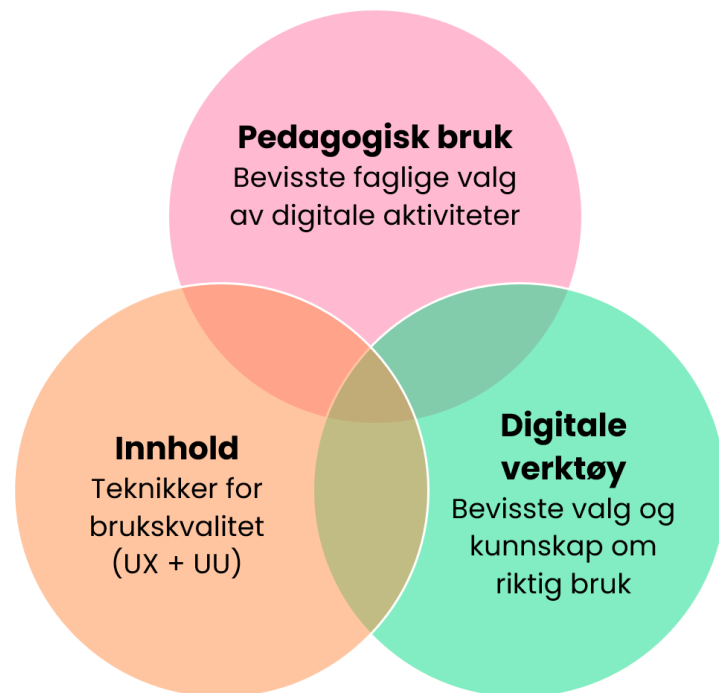 Pedagogisk bruk
Bevisste faglige valg
av digitale aktiviteter
Innhold
Teknikker for
brukskvalitet
(UX + UU)
Digitale
verktøy
Bevisste valg og
kunnskap om
riktig bruk